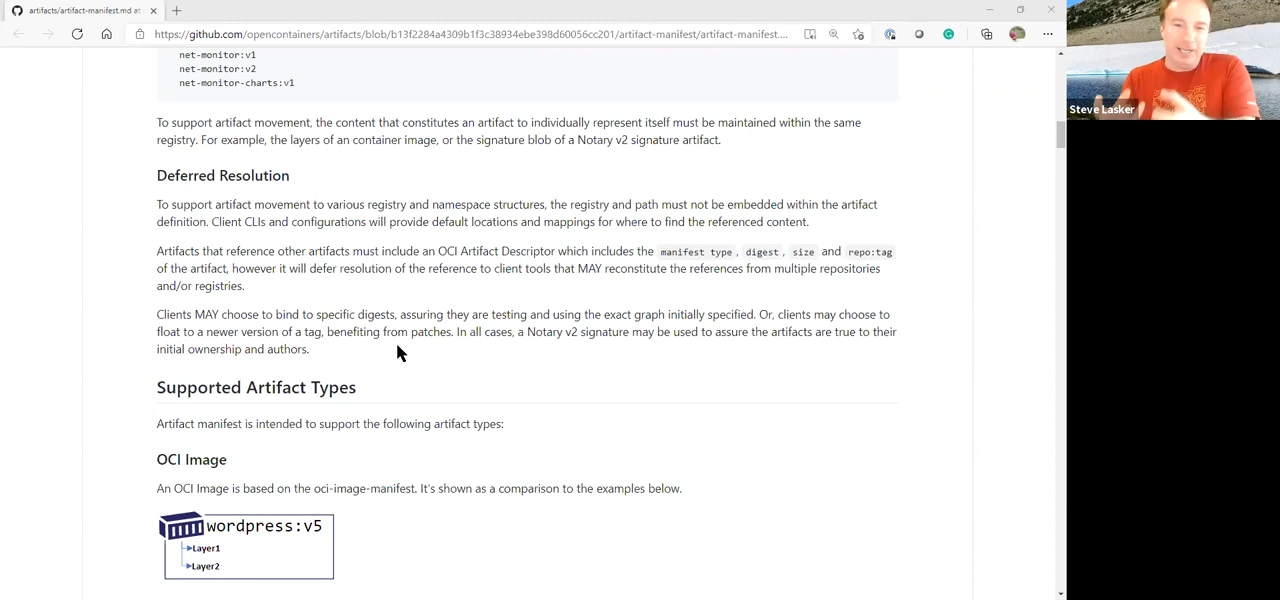 artifacts/artifact-manifest.md at
https://github.com/opencontainers/artifacts/blob/b13f2284a4309b1f3c38934ebe398d60056cc201/artifact-manifest/artifact-manifest....
net-monitor:v1
net-monitor:v2
net-monitor-charts:v1
To support artifact movement, the content that constitutes an artifact to individually represent itself must be maintained within the same
registry. For example, the layers of an container image, or the signature blob of a Notary v2 signature artifact.
Deferred Resolution
To support artifact movement to various registry and namespace structures, the registry and path must not be embedded within the artifact
definition. Client CLIs and configurations will provide default locations and mappings for where to find the referenced content.
Artifacts that reference other artifacts must include an OCI Artifact Descriptor which includes the manifest type, digest, size and repo:tag
of the artifact, however it will defer resolution of the reference to client tools that MAY reconstitute the references from multiple repositories
and/or registries.
Clients MAY choose to bind to specific digests, assuring they are testing and using the exact graph initially specified. Or, clients may choose to
float to a newer version of a tag, benefiting from patches. In all cases, a Notary v2 signature may be used to assure the artifacts are true to their
initial ownership and authors.
Supported Artifact Types
Artifact manifest is intended to support the following artifact types:
OCI Image
An OCI Image is based on the oci-image-manifest. It's shown as a comparison to the examples below.
wordpress:v5
Layer1
Layer2
Steve Lasker